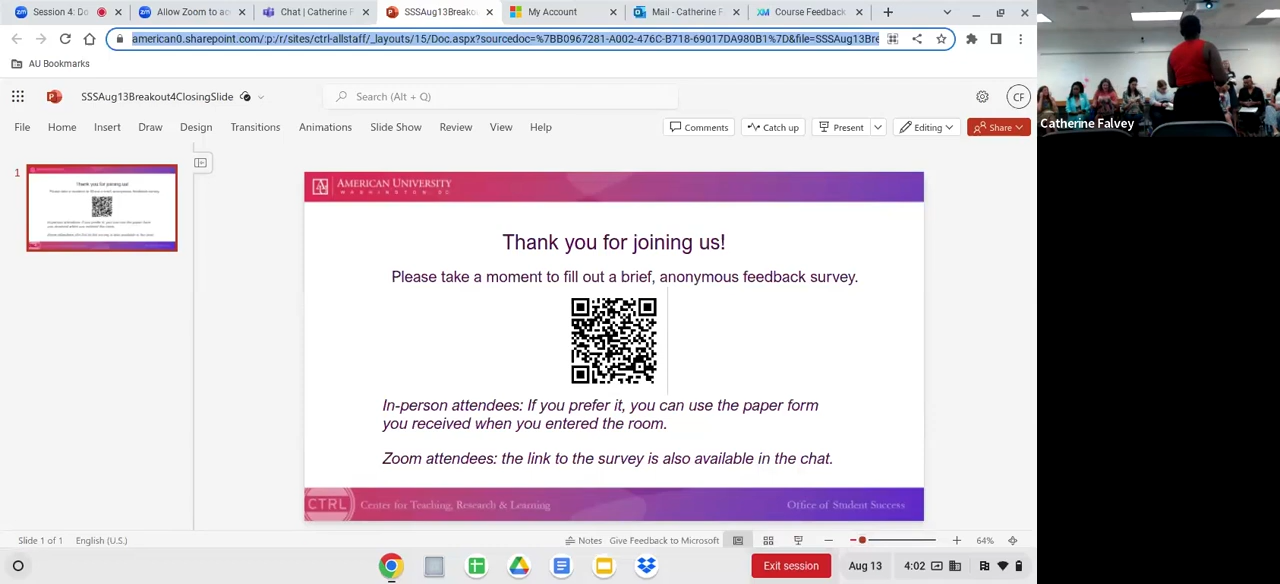 Session 4: Do
Allow Zoom to ac
Chat | Catherine F
SSSAug13Breako
My Account
Mail - Catherine F
Course Feedback
american0.sharepoint.com/:p:/r/sites/ctrl-allstaff/_layouts/15/Doc.aspx?sourcedoc=%7BB0967281-A002-476C-B718-69017DA980B1%7D&file=SSSAug13Bre
AU Bookmarks
SSSAug13Breakout4ClosingSlide
Search (Alt + Q)
CF
File Home Insert Draw Design Transitions Animations Slide Show Review View Help
Comments Catch up Present Editing Share
Catherine Falvey
1
AMERICAN UNIVERSITY
WASHINGTON, DC
Thank you for joining us!
Please take a moment to fill out a brief, anonymous feedback survey.
In-person attendees: If you prefer it, you can use the paper form
you received when you entered the room.
Zoom attendees: the link to the survey is also available in the chat.
CTRL Center for Teaching, Research & Learning Office of Student Success
Slide 1 of 1 English (U.S.) Notes Give Feedback to Microsoft 64%
Exit session Aug 13 4:02